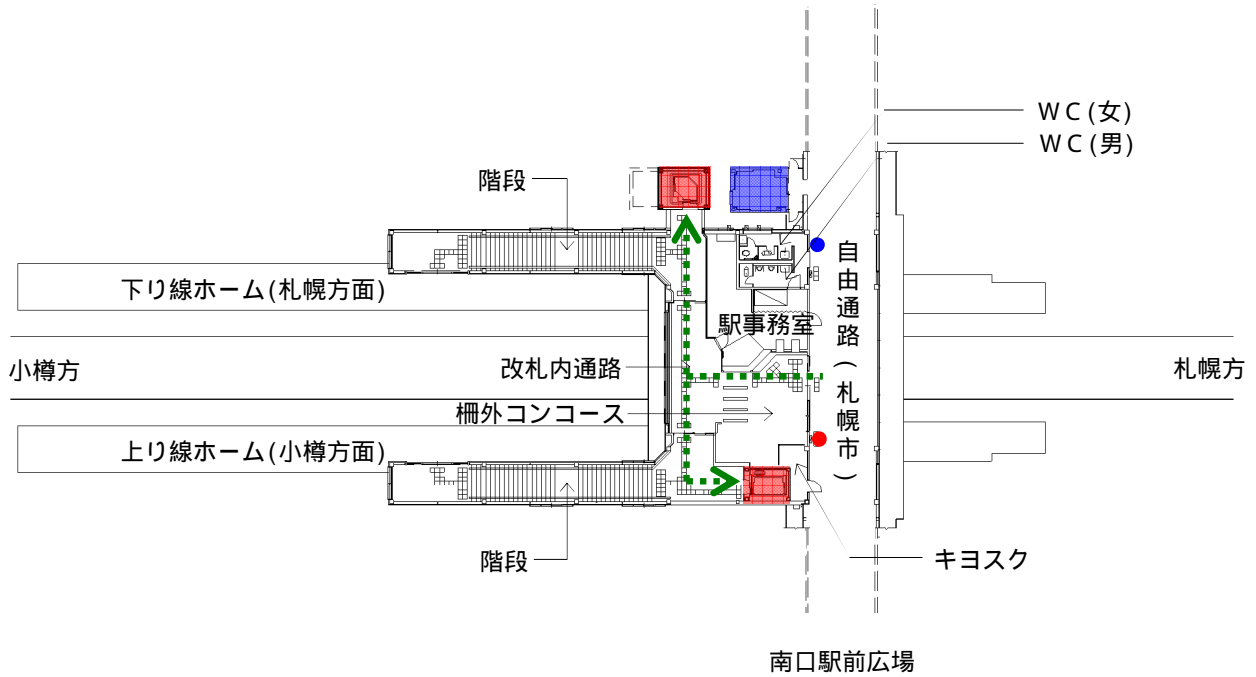 WC(女)
WC(男)
階段
自由通路(札幌市)
下り線ホーム(札幌方面)
駅事務室
小樽方
改札内通路
札幌方
柵外コンコース
上り線ホーム(小樽方面)
階段
キヨスク
南口駅前広場